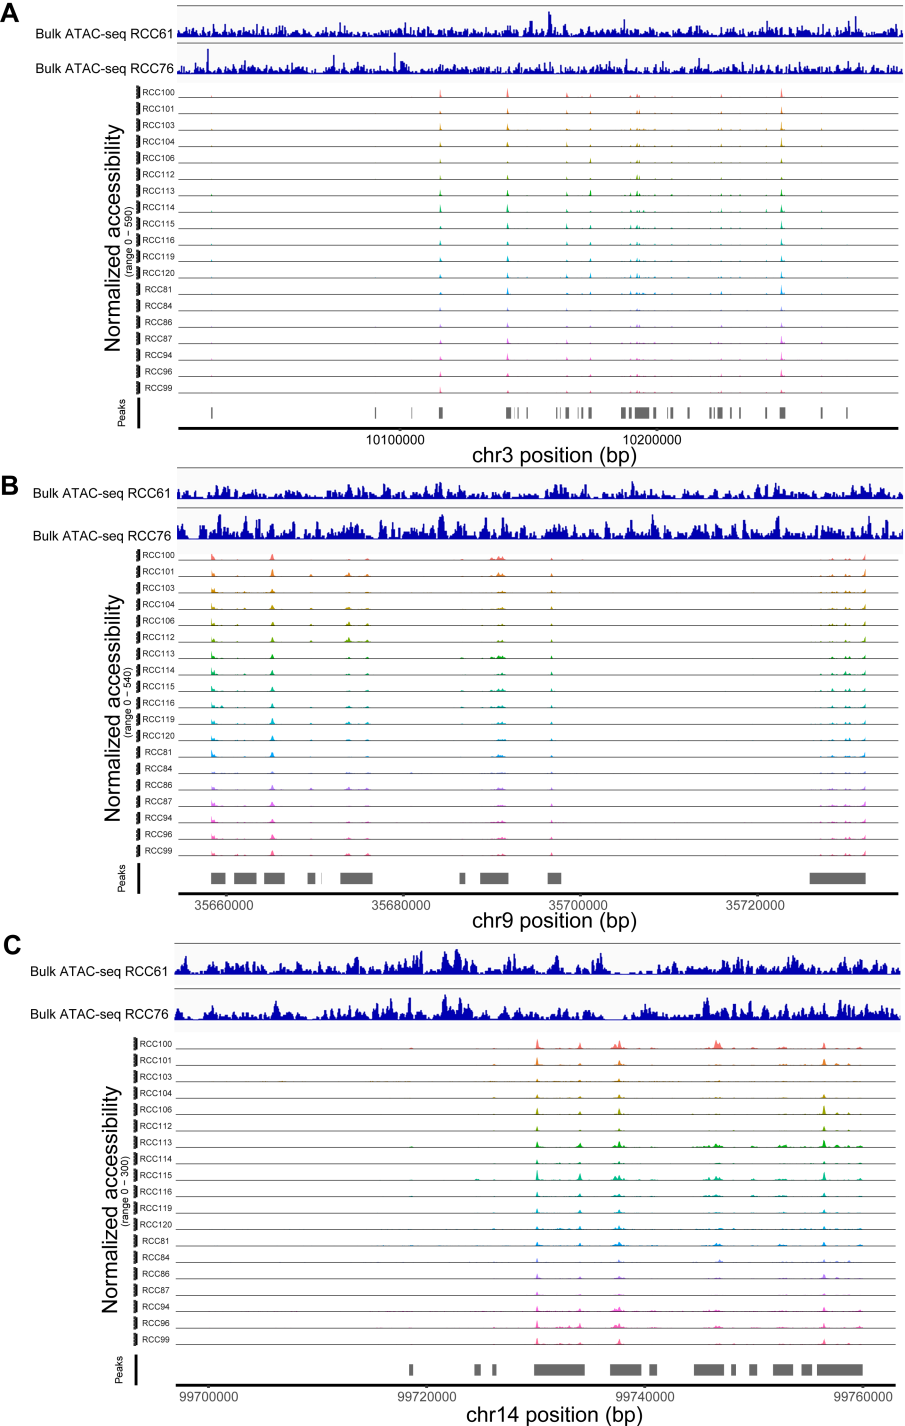 A
Bulk ATAC-seq RCC61
Bulk ATAC-seq RCC76
Normalized accessibility
(range 0 – 590)
RCC100
RCC101
RCC103
RCC104
RCC106
RCC112
RCC113
RCC114
RCC115
RCC116
RCC119
RCC120
RCC81
RCC84
RCC86
RCC87
RCC94
RCC96
RCC99
Peaks
10100000 10200000
chr3 position (bp)
B
Bulk ATAC-seq RCC61
Bulk ATAC-seq RCC76
Normalized accessibility
(range 0 – 540)
RCC100
RCC101
RCC103
RCC104
RCC106
RCC112
RCC113
RCC114
RCC115
RCC116
RCC119
RCC120
RCC81
RCC84
RCC86
RCC87
RCC94
RCC96
RCC99
Peaks
35660000 35680000 35700000 35720000
chr9 position (bp)
C
Bulk ATAC-seq RCC61
Bulk ATAC-seq RCC76
Normalized accessibility
(range 0 – 300)
RCC100
RCC101
RCC103
RCC104
RCC106
RCC112
RCC113
RCC114
RCC115
RCC116
RCC119
RCC120
RCC81
RCC84
RCC86
RCC87
RCC94
RCC96
RCC99
Peaks
99700000 99720000 99740000 99760000
chr14 position (bp)